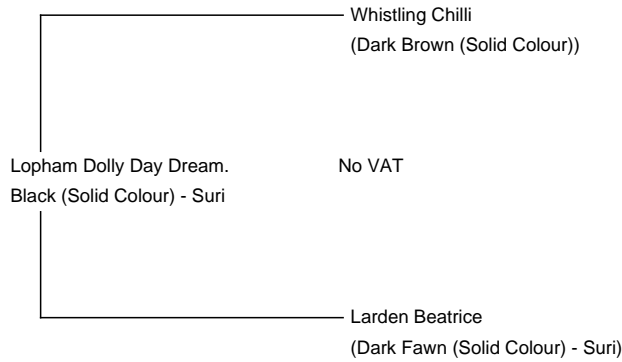 Whistling Chilli
(Dark Brown (Solid Colour))
Lopham Dolly Day Dream.
No VAT
Black (Solid Colour) - Suri
Larden Beatrice
(Dark Fawn (Solid Colour) - Suri)